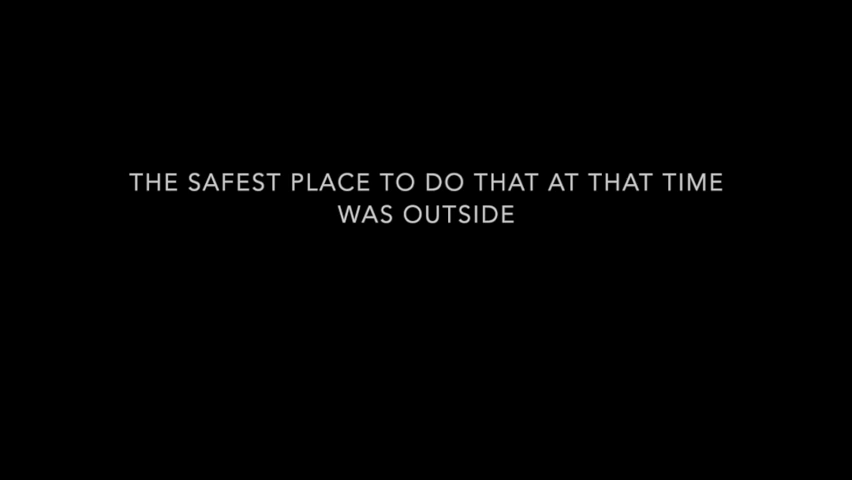 THE SAFEST PLACE TO DO THAT AT THAT TIME
WAS OUTSIDE